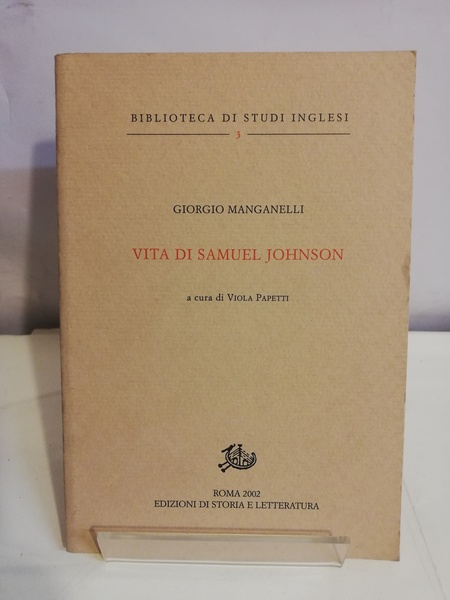 BIBLIOTECA DI STUDI INGLESI
3
GIORGIO MANGANELLI
VITA DI SAMUEL JOHNSON
a cura di VIOLA PAPETTI
ROMA 2002
EDIZIONI DI STORIA E LETTERATURA